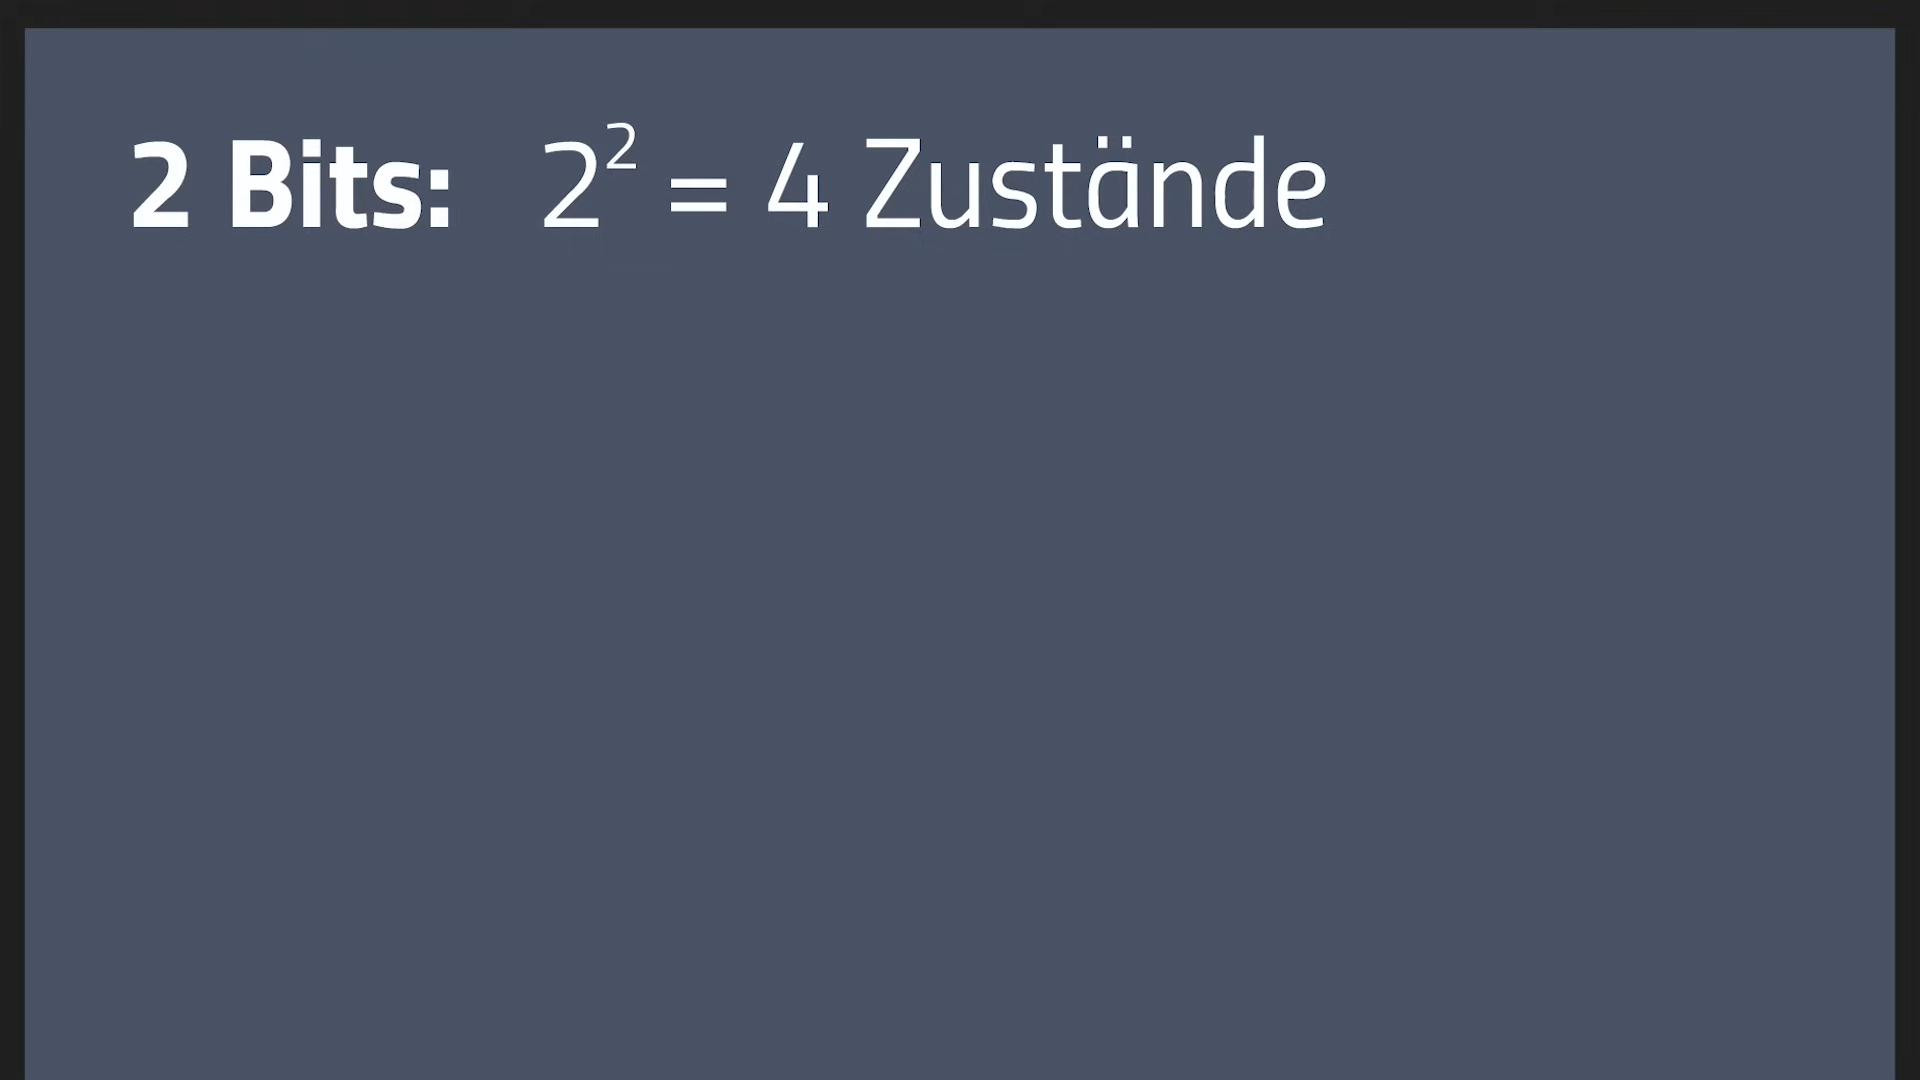 2 Bits: 2² = 4 Zustände